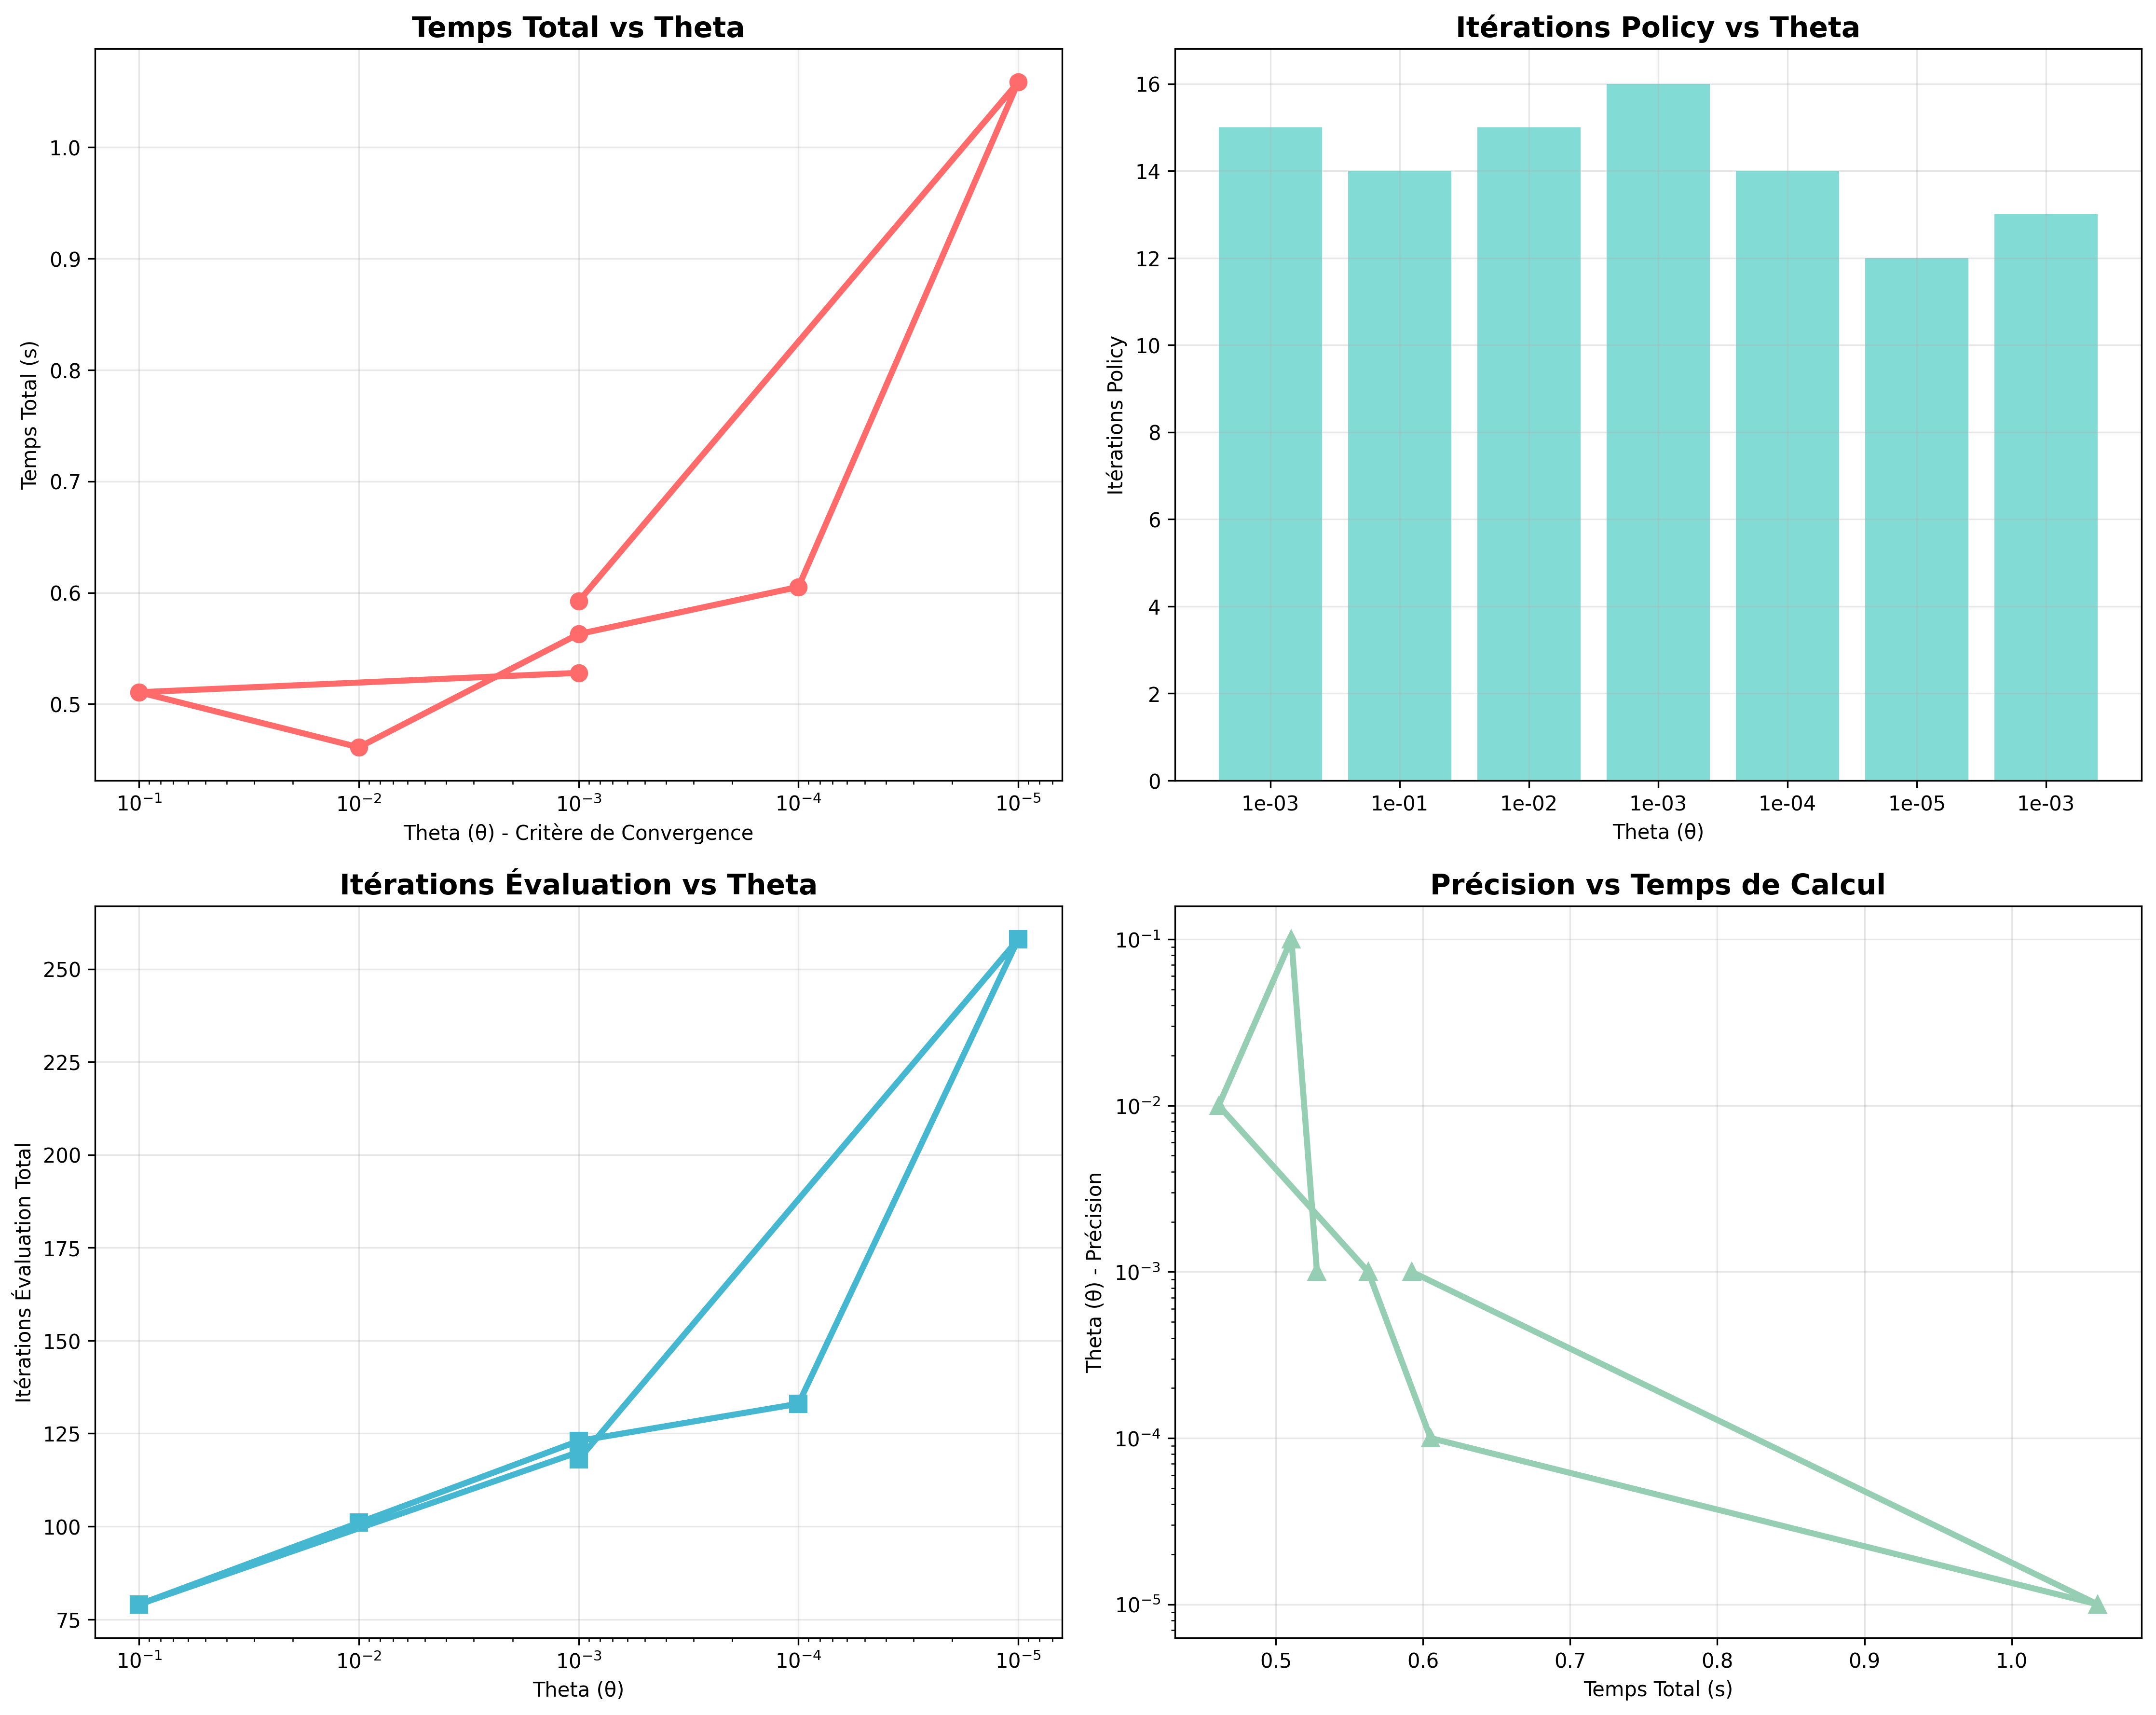 Temps Total vs Theta
Temps Total (s)
1.0
0.9
0.8
0.7
0.6
0.5
10⁻¹ 10⁻² 10⁻³ 10⁻⁴ 10⁻⁵
Theta (θ) - Critère de Convergence
Itérations Policy vs Theta
Itérations Policy
16
14
12
10
8
6
4
2
0
1e-03 1e-01 1e-02 1e-03 1e-04 1e-05 1e-03
Theta (θ)
Itérations Évaluation vs Theta
Itérations Évaluation Total
250
225
200
175
150
125
100
75
10⁻¹ 10⁻² 10⁻³ 10⁻⁴ 10⁻⁵
Theta (θ)
Précision vs Temps de Calcul
Theta (θ) - Précision
10⁻¹
10⁻²
10⁻³
10⁻⁴
10⁻⁵
0.5 0.6 0.7 0.8 0.9 1.0
Temps Total (s)